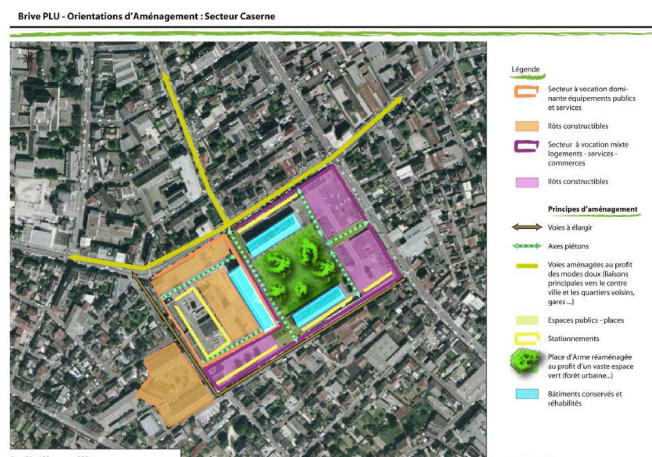 Brive PLU - Orientations d'Aménagement : Secteur Caserne
Légende
Secteur à vocation domi-
nante équipements publics
et services
Ilôts constructibles
Secteur à vocation mixte
logements - services -
commerces
Ilôts constructibles
Principes d'aménagement
Voies à élargir
Axes piétons
Voies aménagées au profit
des modes doux (liaisons
principales vers le centre
ville et les quartiers voisins,
gares ...)
Espaces publics - places
Stationnements
Place d'Arme réaménagée
au profit d'un vaste espace
vert (forêt urbaine...)
Bâtiments conservés et
réhabilités